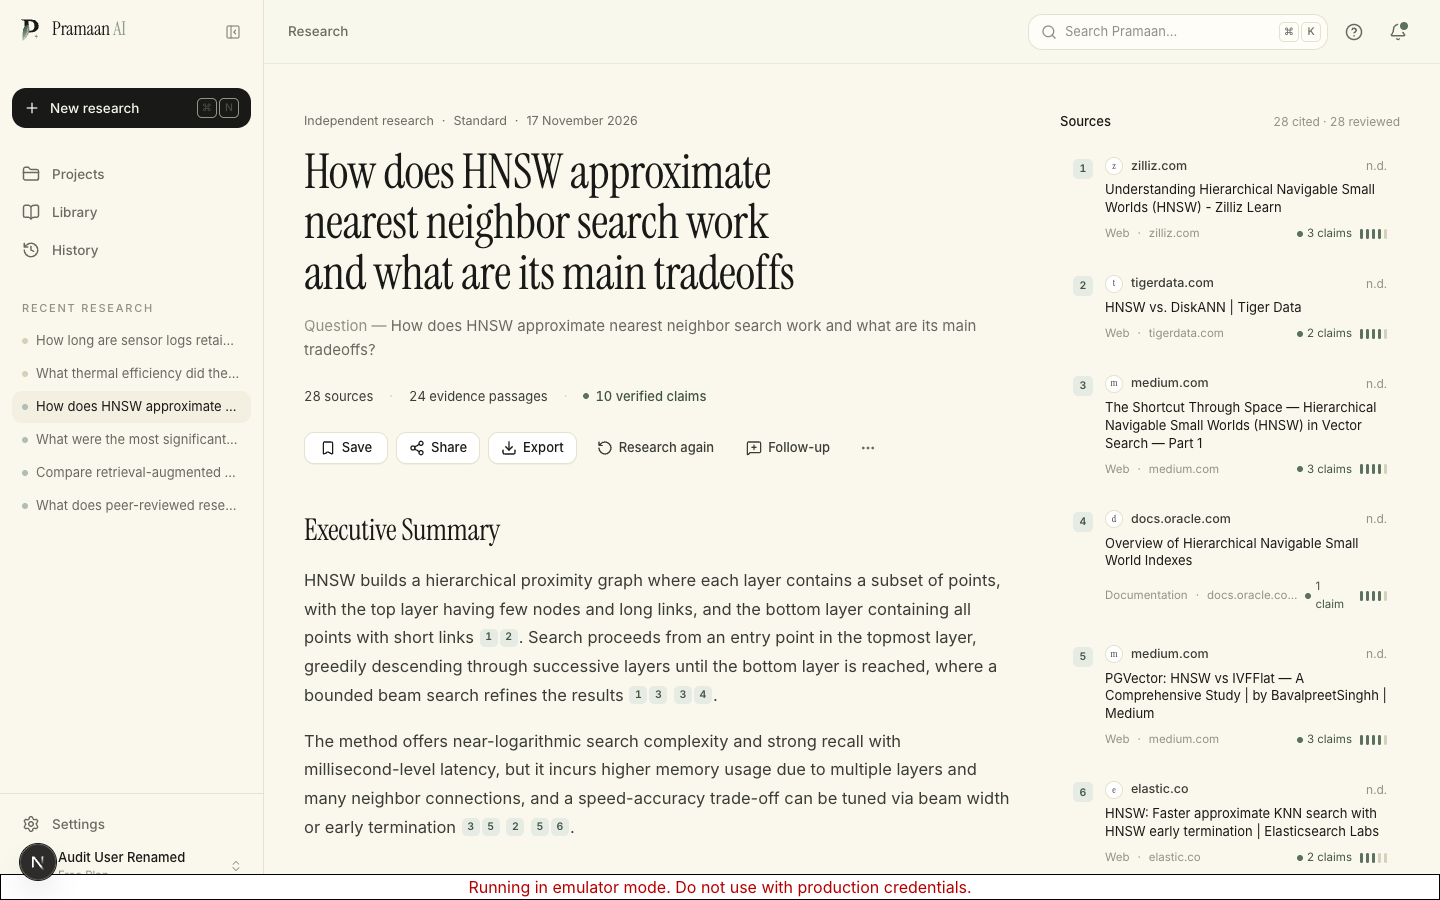 Pramaan AI
New research
⌘ N
Projects
Library
History
RECENT RESEARCH
How long are sensor logs retai...
What thermal efficiency did the...
How does HNSW approximate ...
What were the most significant...
Compare retrieval-augmented ...
What does peer-reviewed rese...
Settings
N
Audit User Renamed
Free Plan
Research
Search Pramaan...
⌘ K
Independent research · Standard · 17 November 2026
How does HNSW approximate
nearest neighbor search work
and what are its main tradeoffs
Question — How does HNSW approximate nearest neighbor search work and what are its main
tradeoffs?
28 sources · 24 evidence passages · 10 verified claims
Save
Share
Export
Research again
Follow-up
Executive Summary
HNSW builds a hierarchical proximity graph where each layer contains a subset of points,
with the top layer having few nodes and long links, and the bottom layer containing all
points with short links 1 2. Search proceeds from an entry point in the topmost layer,
greedily descending through successive layers until the bottom layer is reached, where a
bounded beam search refines the results 1 3 3 4.
The method offers near-logarithmic search complexity and strong recall with
millisecond-level latency, but it incurs higher memory usage due to multiple layers and
many neighbor connections, and a speed-accuracy trade-off can be tuned via beam width
or early termination 3 5 2 5 6.
Sources 28 cited · 28 reviewed
1 z zilliz.com n.d.
Understanding Hierarchical Navigable Small
Worlds (HNSW) - Zilliz Learn
Web · zilliz.com 3 claims
2 t tigerdata.com n.d.
HNSW vs. DiskANN | Tiger Data
Web · tigerdata.com 2 claims
3 m medium.com n.d.
The Shortcut Through Space — Hierarchical
Navigable Small Worlds (HNSW) in Vector
Search — Part 1
Web · medium.com 3 claims
4 d docs.oracle.com n.d.
Overview of Hierarchical Navigable Small
World Indexes
Documentation · docs.oracle.co... 1 claim
5 m medium.com n.d.
PGVector: HNSW vs IVFFlat — A
Comprehensive Study | by BavalpreetSinghh |
Medium
Web · medium.com 3 claims
6 e elastic.co n.d.
HNSW: Faster approximate KNN search with
HNSW early termination | Elasticsearch Labs
Web · elastic.co 2 claims
Running in emulator mode. Do not use with production credentials.